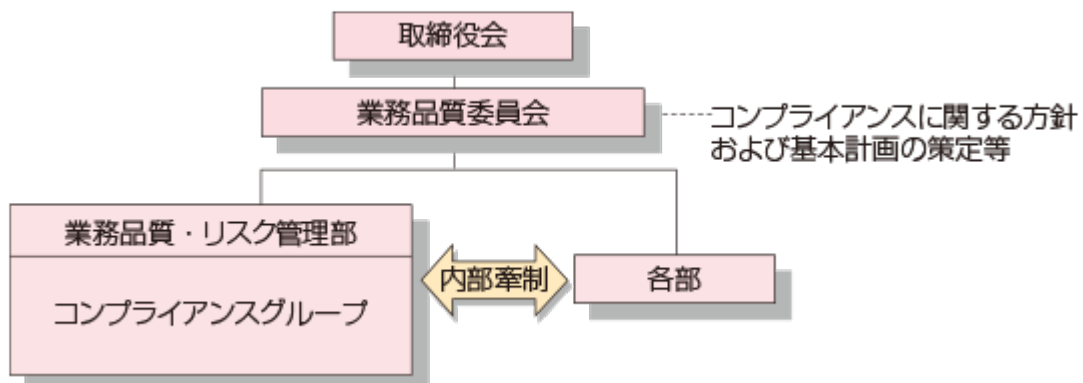 取締役会
業務品質委員会
コンプライアンスに関する方針
および基本計画の策定等
業務品質・リスク管理部
コンプライアンスグループ
内部牽制
各部